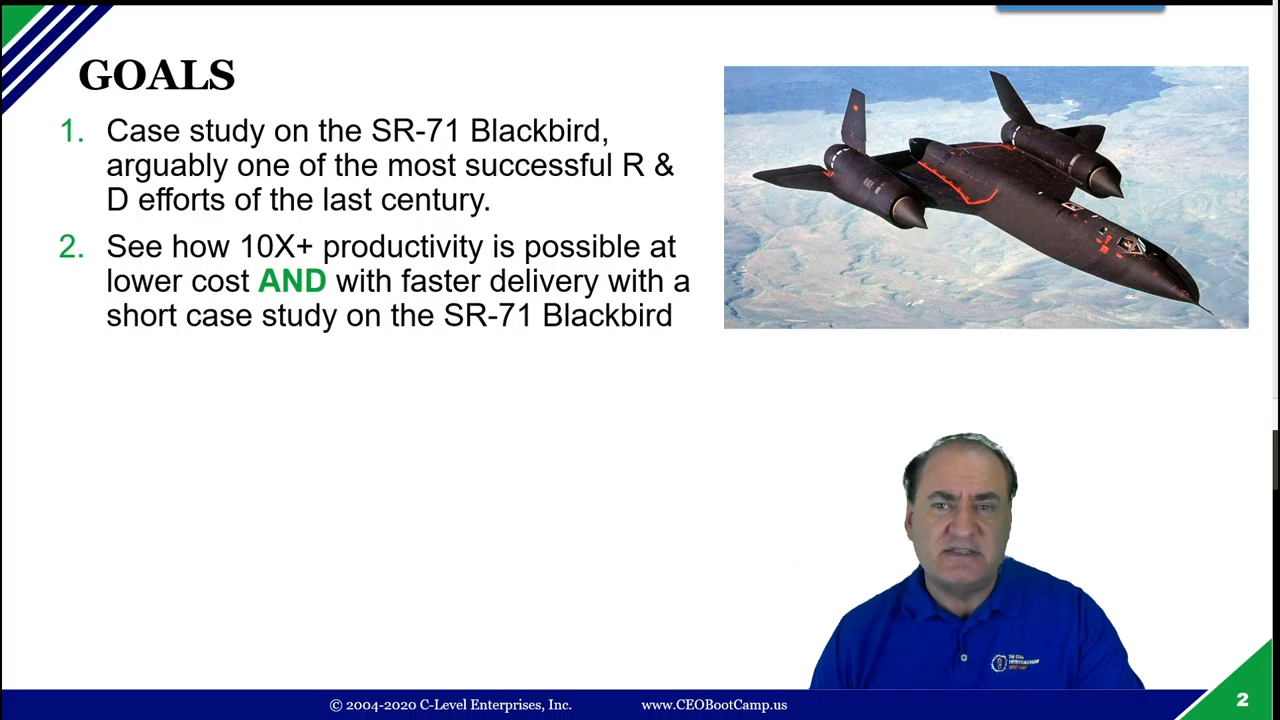 GOALS
1. Case study on the SR-71 Blackbird,
arguably one of the most successful R &
D efforts of the last century.
2. See how 10X+ productivity is possible at
lower cost AND with faster delivery with a
short case study on the SR-71 Blackbird
© 2004-2020 C-Level Enterprises, Inc. www.CEOBootCamp.us
2